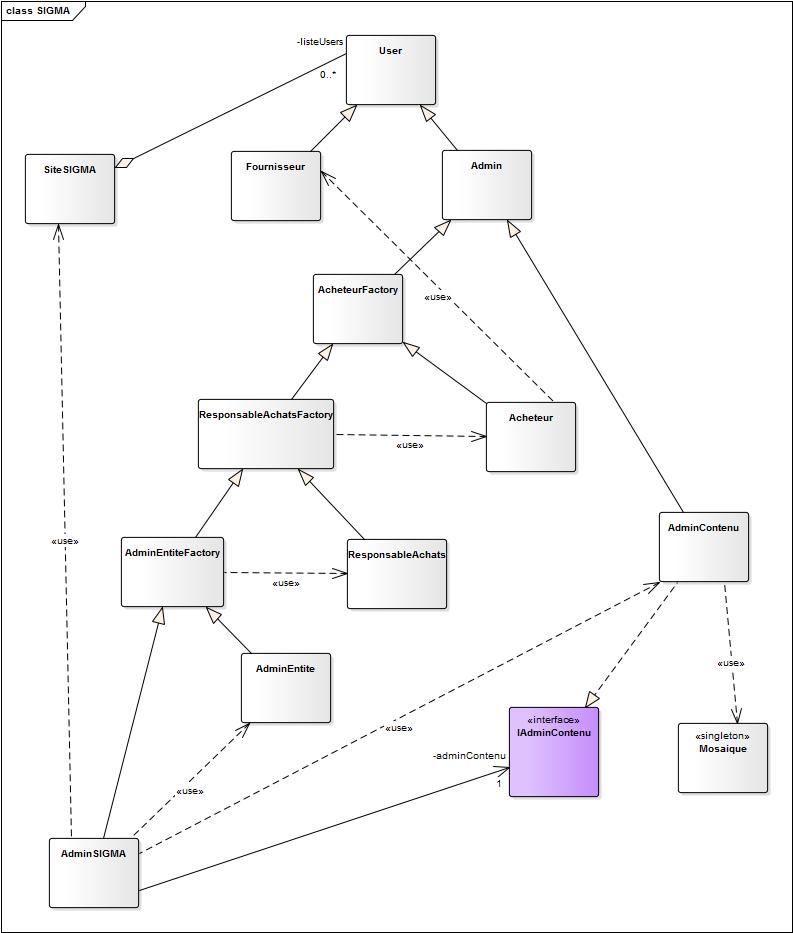 class SIGMA
-listeUsers
User
0..*
SiteSIGMA
Fournisseur
Admin
AcheteurFactory
«use»
ResponsableAchatsFactory
Acheteur
«use»
AdminContenu
«use»
AdminEntiteFactory
ResponsableAchats
«use»
AdminEntite
«use»
«interface»
IAdminContenu
«use»
«singleton»
Mosaique
-adminContenu
1
«use»
AdminSIGMA